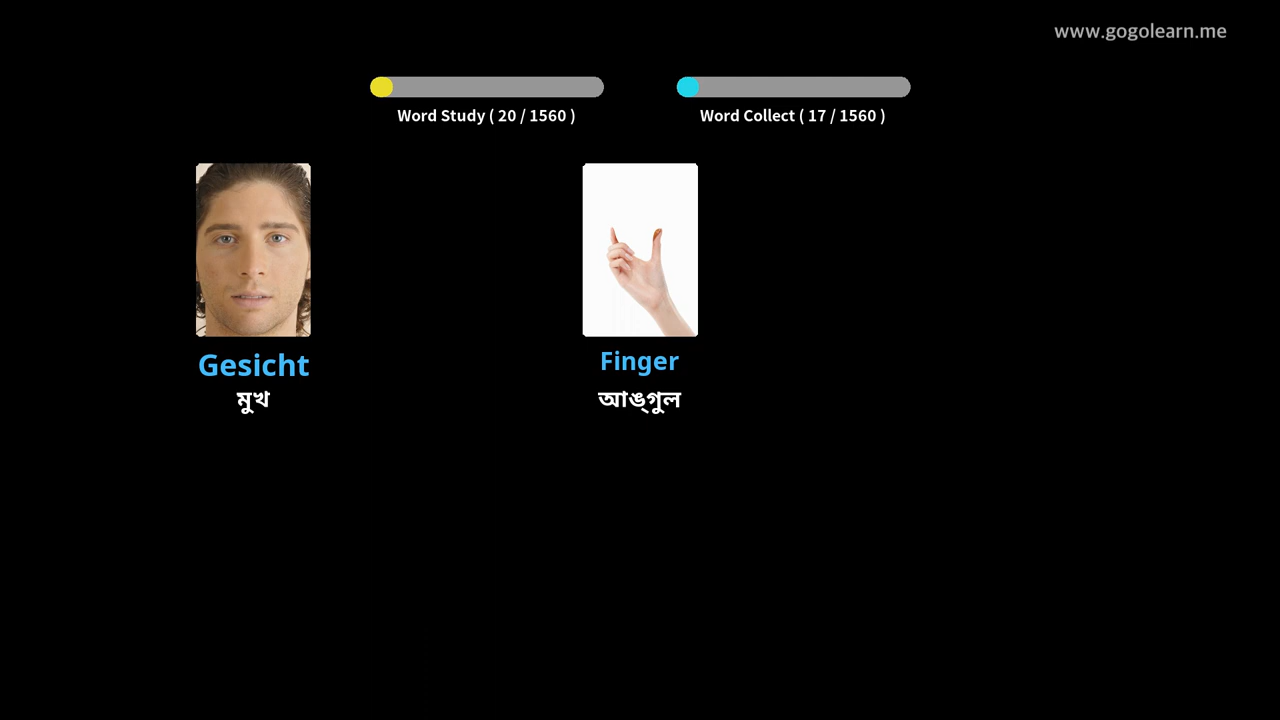 www.gogolearn.me
Word Study ( 20 / 1560 )
Word Collect ( 17 / 1560 )
Gesicht
মুখ
Finger
আঙ্গুল